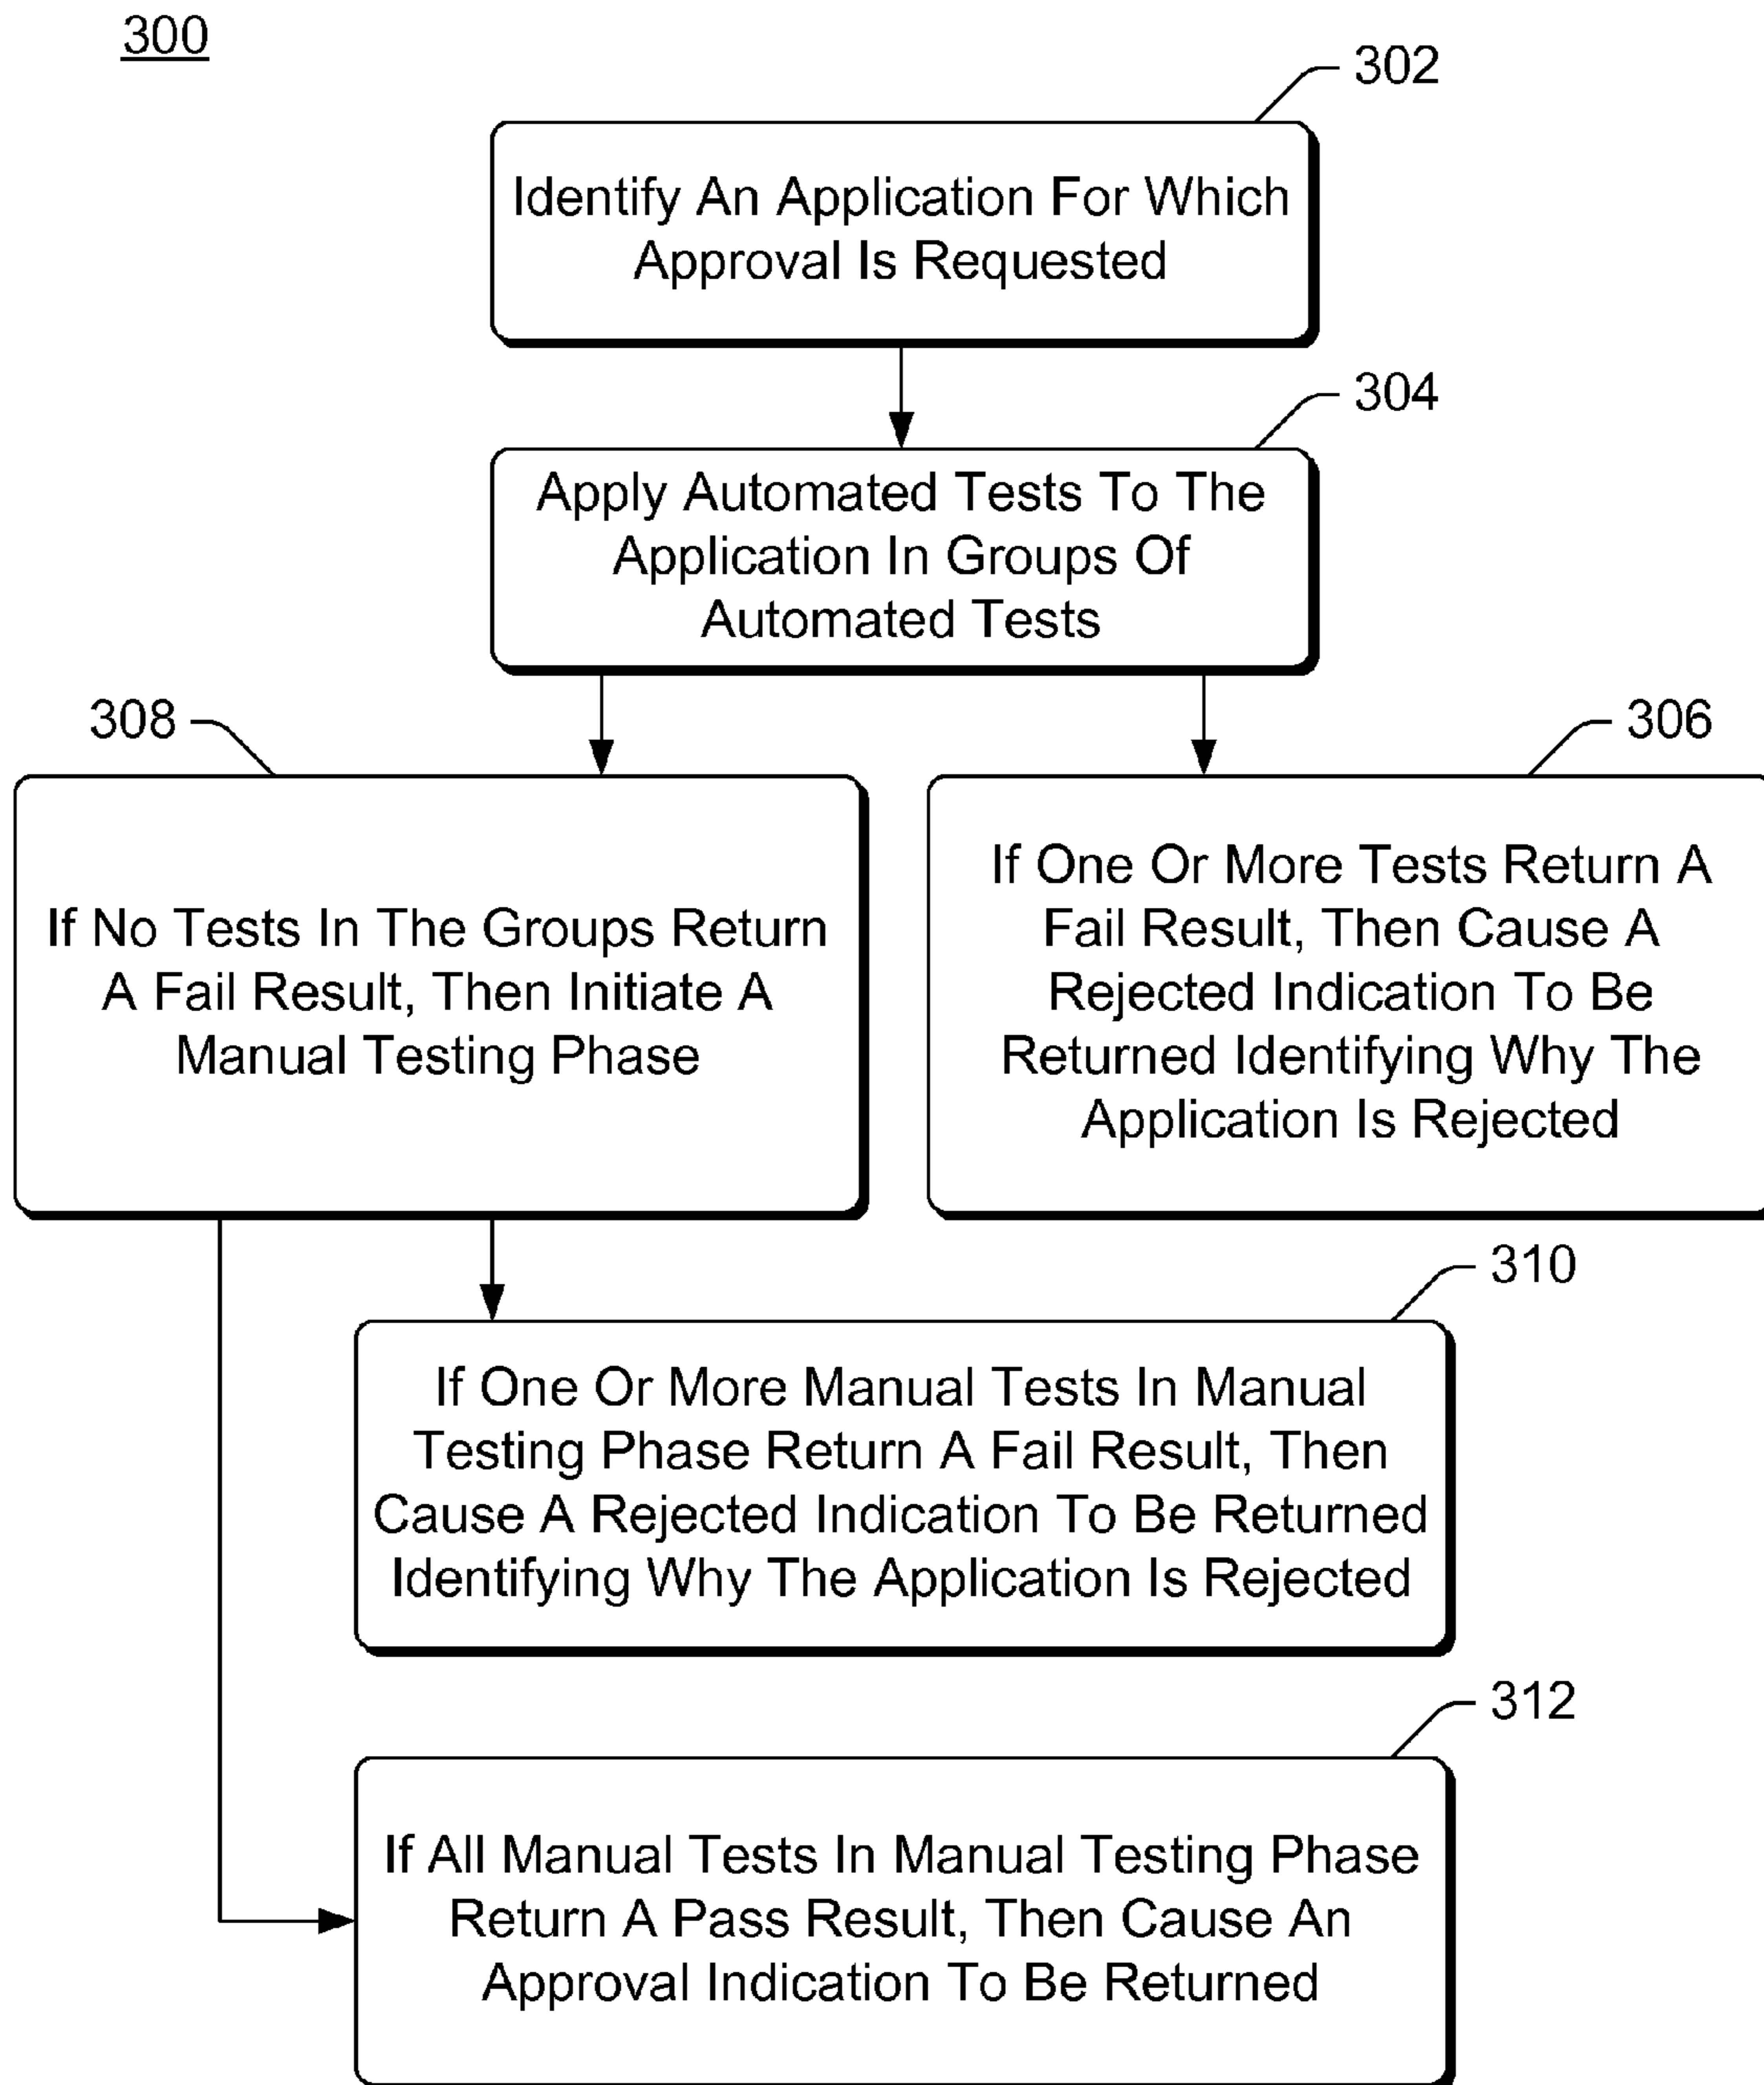 300
302
Identify An Application For Which
Approval Is Requested
304
Apply Automated Tests To The
Application In Groups Of
Automated Tests
308
If No Tests In The Groups Return
A Fail Result, Then Initiate A
Manual Testing Phase
306
If One Or More Tests Return A
Fail Result, Then Cause A
Rejected Indication To Be
Returned Identifying Why The
Application Is Rejected
310
If One Or More Manual Tests In Manual
Testing Phase Return A Fail Result, Then
Cause A Rejected Indication To Be Returned
Identifying Why The Application Is Rejected
312
If All Manual Tests In Manual Testing Phase
Return A Pass Result, Then Cause An
Approval Indication To Be Returned